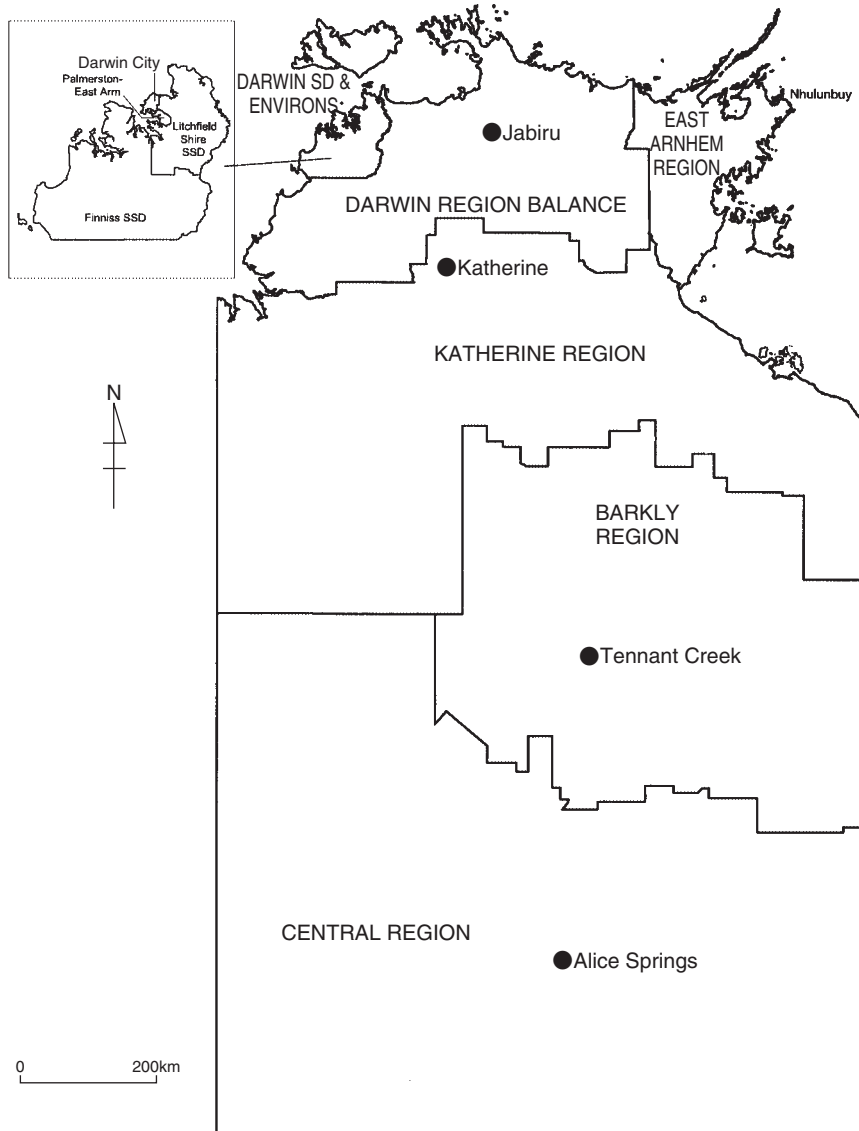 Darwin City
Palmerston-
East Arm
Litchfield
Shire
SSD
Finniss SSD
DARWIN SD &
ENVIRONS
Jabiru
EAST
ARNHEM
REGION
Nhulunbuy
DARWIN REGION BALANCE
Katherine
KATHERINE REGION
N
BARKLY
REGION
Tennant Creek
CENTRAL REGION
Alice Springs
0 200km